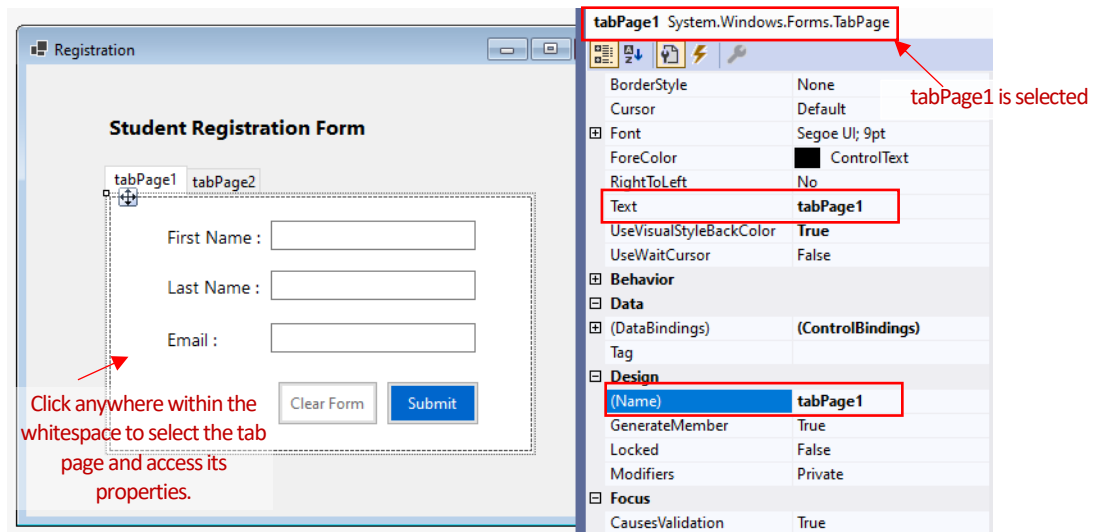 Registration
Student Registration Form
tabPage1 tabPage2
First Name :
Last Name :
Email :
Clear Form Submit
Click anywhere within the
whitespace to select the tab
page and access its
properties.
tabPage1 System.Windows.Forms.TabPage
tabPage1 is selected
BorderStyle None
Cursor Default
Font Segoe UI; 9pt
ForeColor ControlText
RightToLeft No
Text tabPage1
UseVisualStyleBackColor True
UseWaitCursor False
Behavior
Data
(DataBindings) (ControlBindings)
Tag
Design
(Name) tabPage1
GenerateMember True
Locked False
Modifiers Private
Focus
CausesValidation True